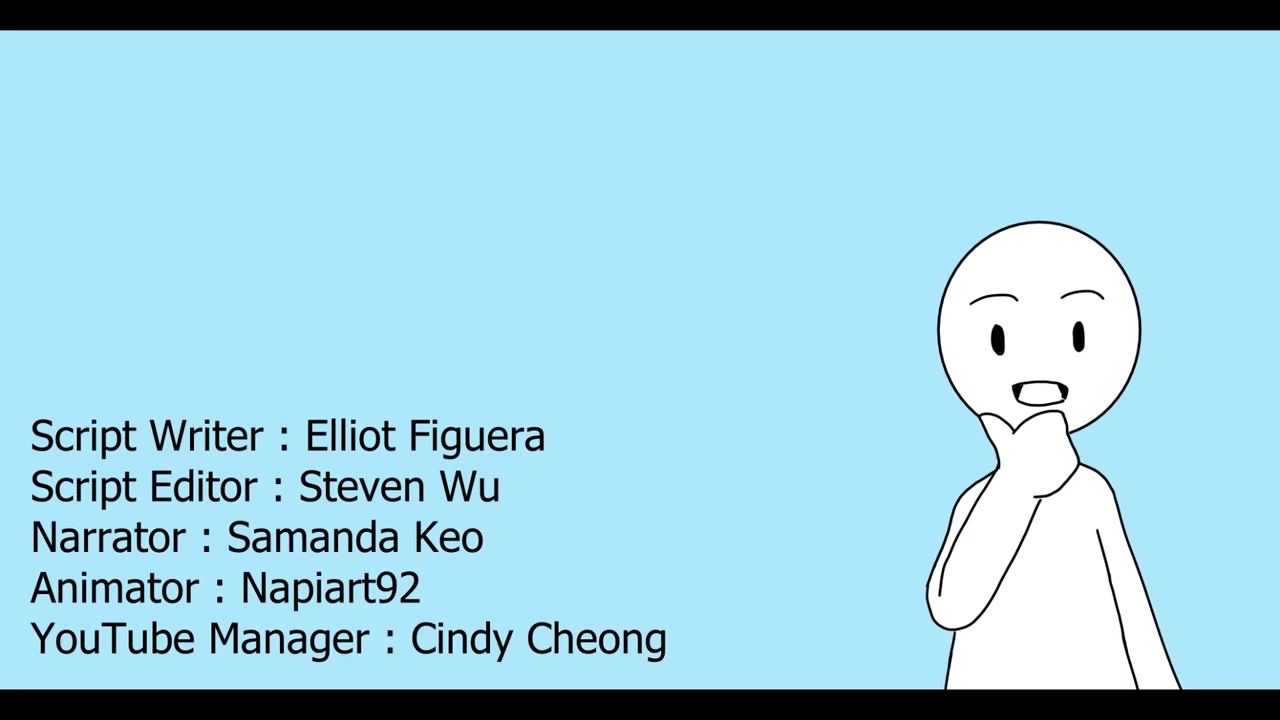 Script Writer : Elliot Figuera
Script Editor : Steven Wu
Narrator : Samanda Keo
Animator : Napiart92
YouTube Manager : Cindy Cheong